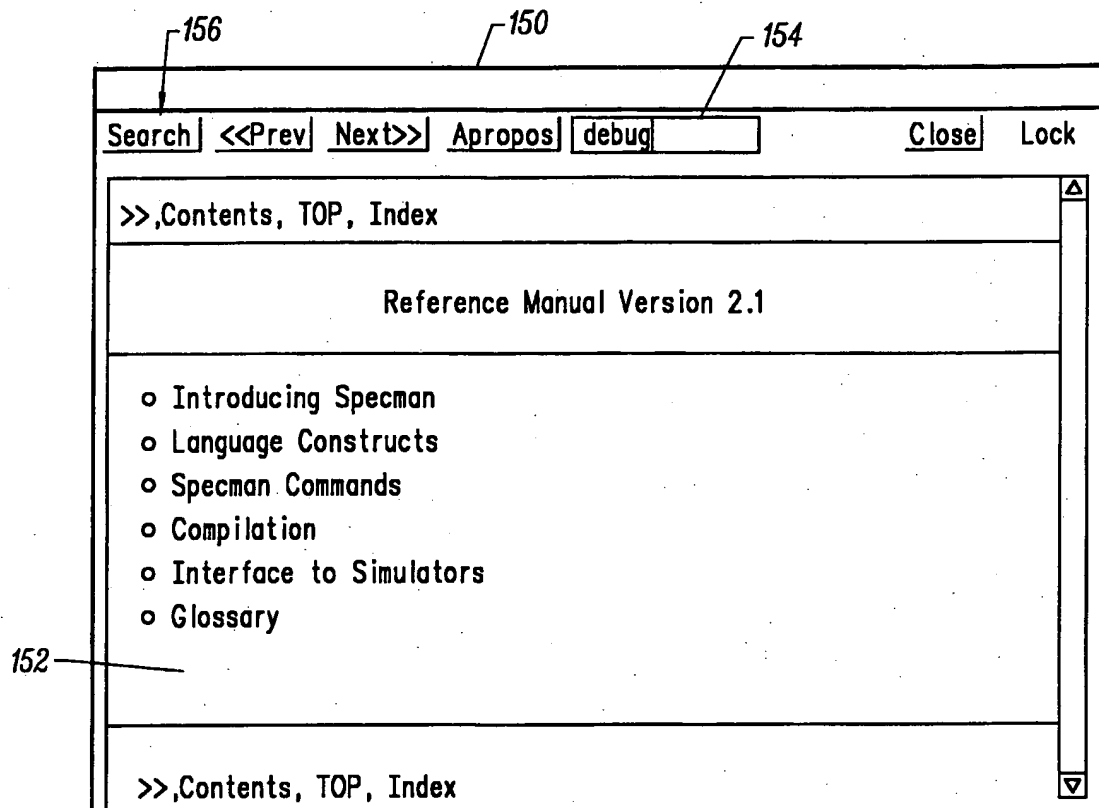 156 150 154
Search <<Prev Next>> Apropos debug Close Lock
>>,Contents, TOP, Index
Reference Manual Version 2.1
o Introducing Specman
o Language Constructs
o Specman Commands
o Compilation
o Interface to Simulators
o Glossary
152
>>,Contents, TOP, Index